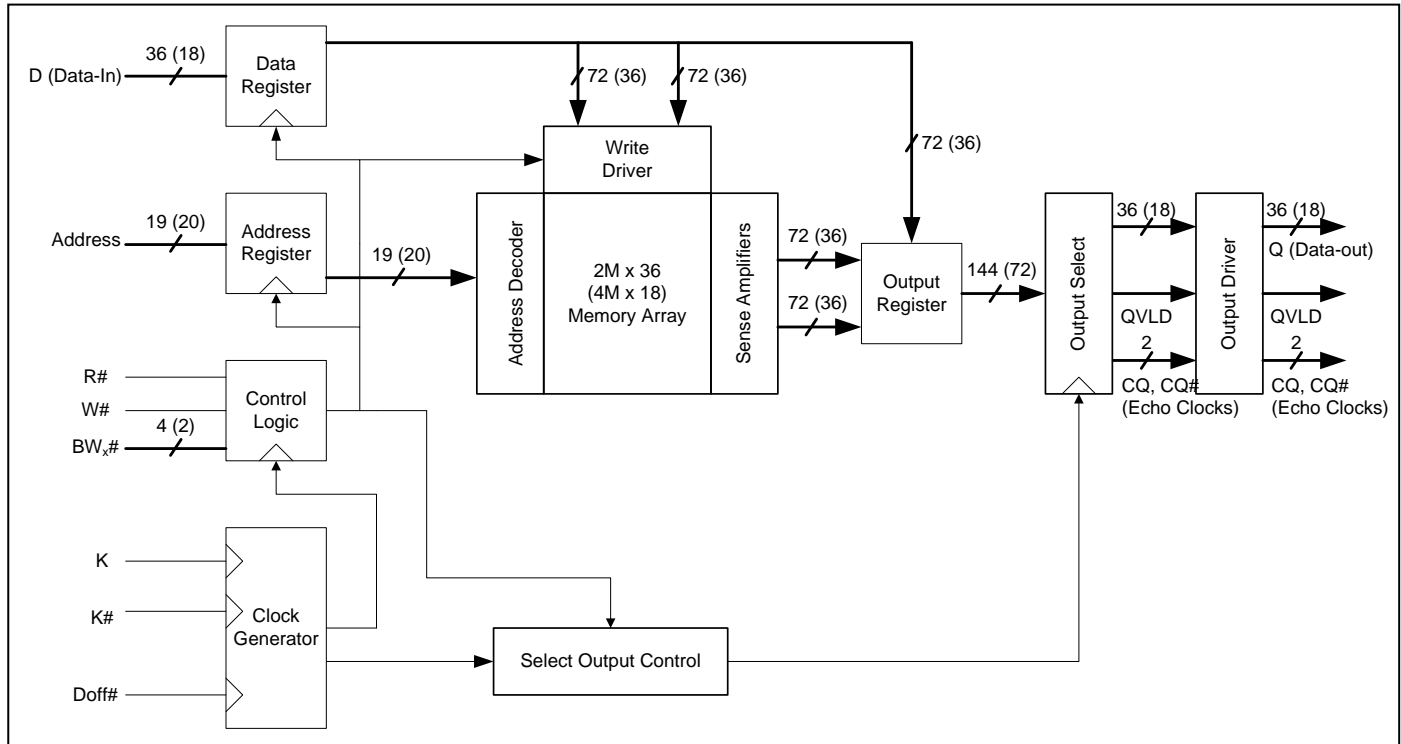 36 (18)
D (Data-In)
Data
Register
72 (36)
72 (36)
72 (36)
Write
Driver
19 (20)
Address
Address
Register
19 (20)
Address Decoder
2M x 36
(4M x 18)
Memory Array
Sense Amplifiers
72 (36)
72 (36)
Output
Register
144 (72)
Output Select
36 (18)
QVLD
2
CQ, CQ#
(Echo Clocks)
Output Driver
36 (18)
Q (Data-out)
QVLD
2
CQ, CQ#
(Echo Clocks)
R#
W#
4 (2)
BWx#
Control
Logic
K
K#
Doff#
Clock
Generator
Select Output Control